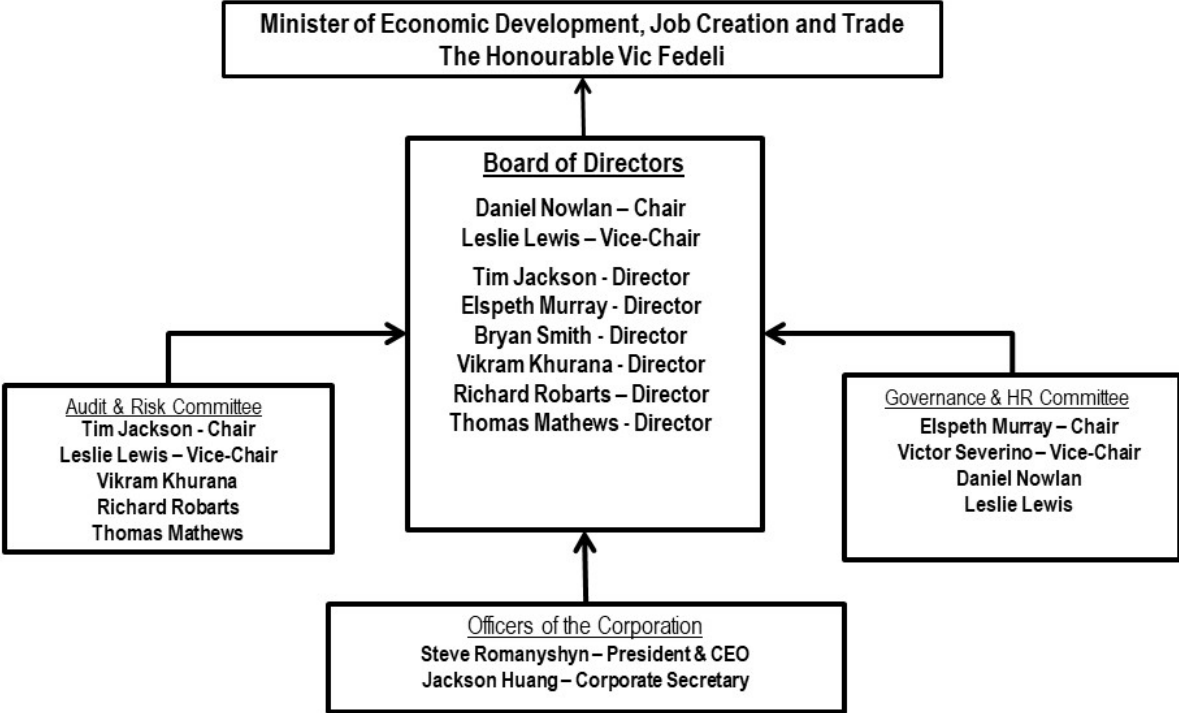 Minister of Economic Development, Job Creation and Trade
The Honourable Vic Fedeli
Board of Directors
Daniel Nowlan – Chair
Leslie Lewis – Vice-Chair
Tim Jackson - Director
Elspeth Murray - Director
Bryan Smith - Director
Vikram Khurana - Director
Richard Robarts – Director
Thomas Mathews - Director
Audit & Risk Committee
Tim Jackson - Chair
Leslie Lewis – Vice-Chair
Vikram Khurana
Richard Robarts
Thomas Mathews
Governance & HR Committee
Elspeth Murray – Chair
Victor Severino – Vice-Chair
Daniel Nowlan
Leslie Lewis
Officers of the Corporation
Steve Romanyshyn – President & CEO
Jackson Huang – Corporate Secretary